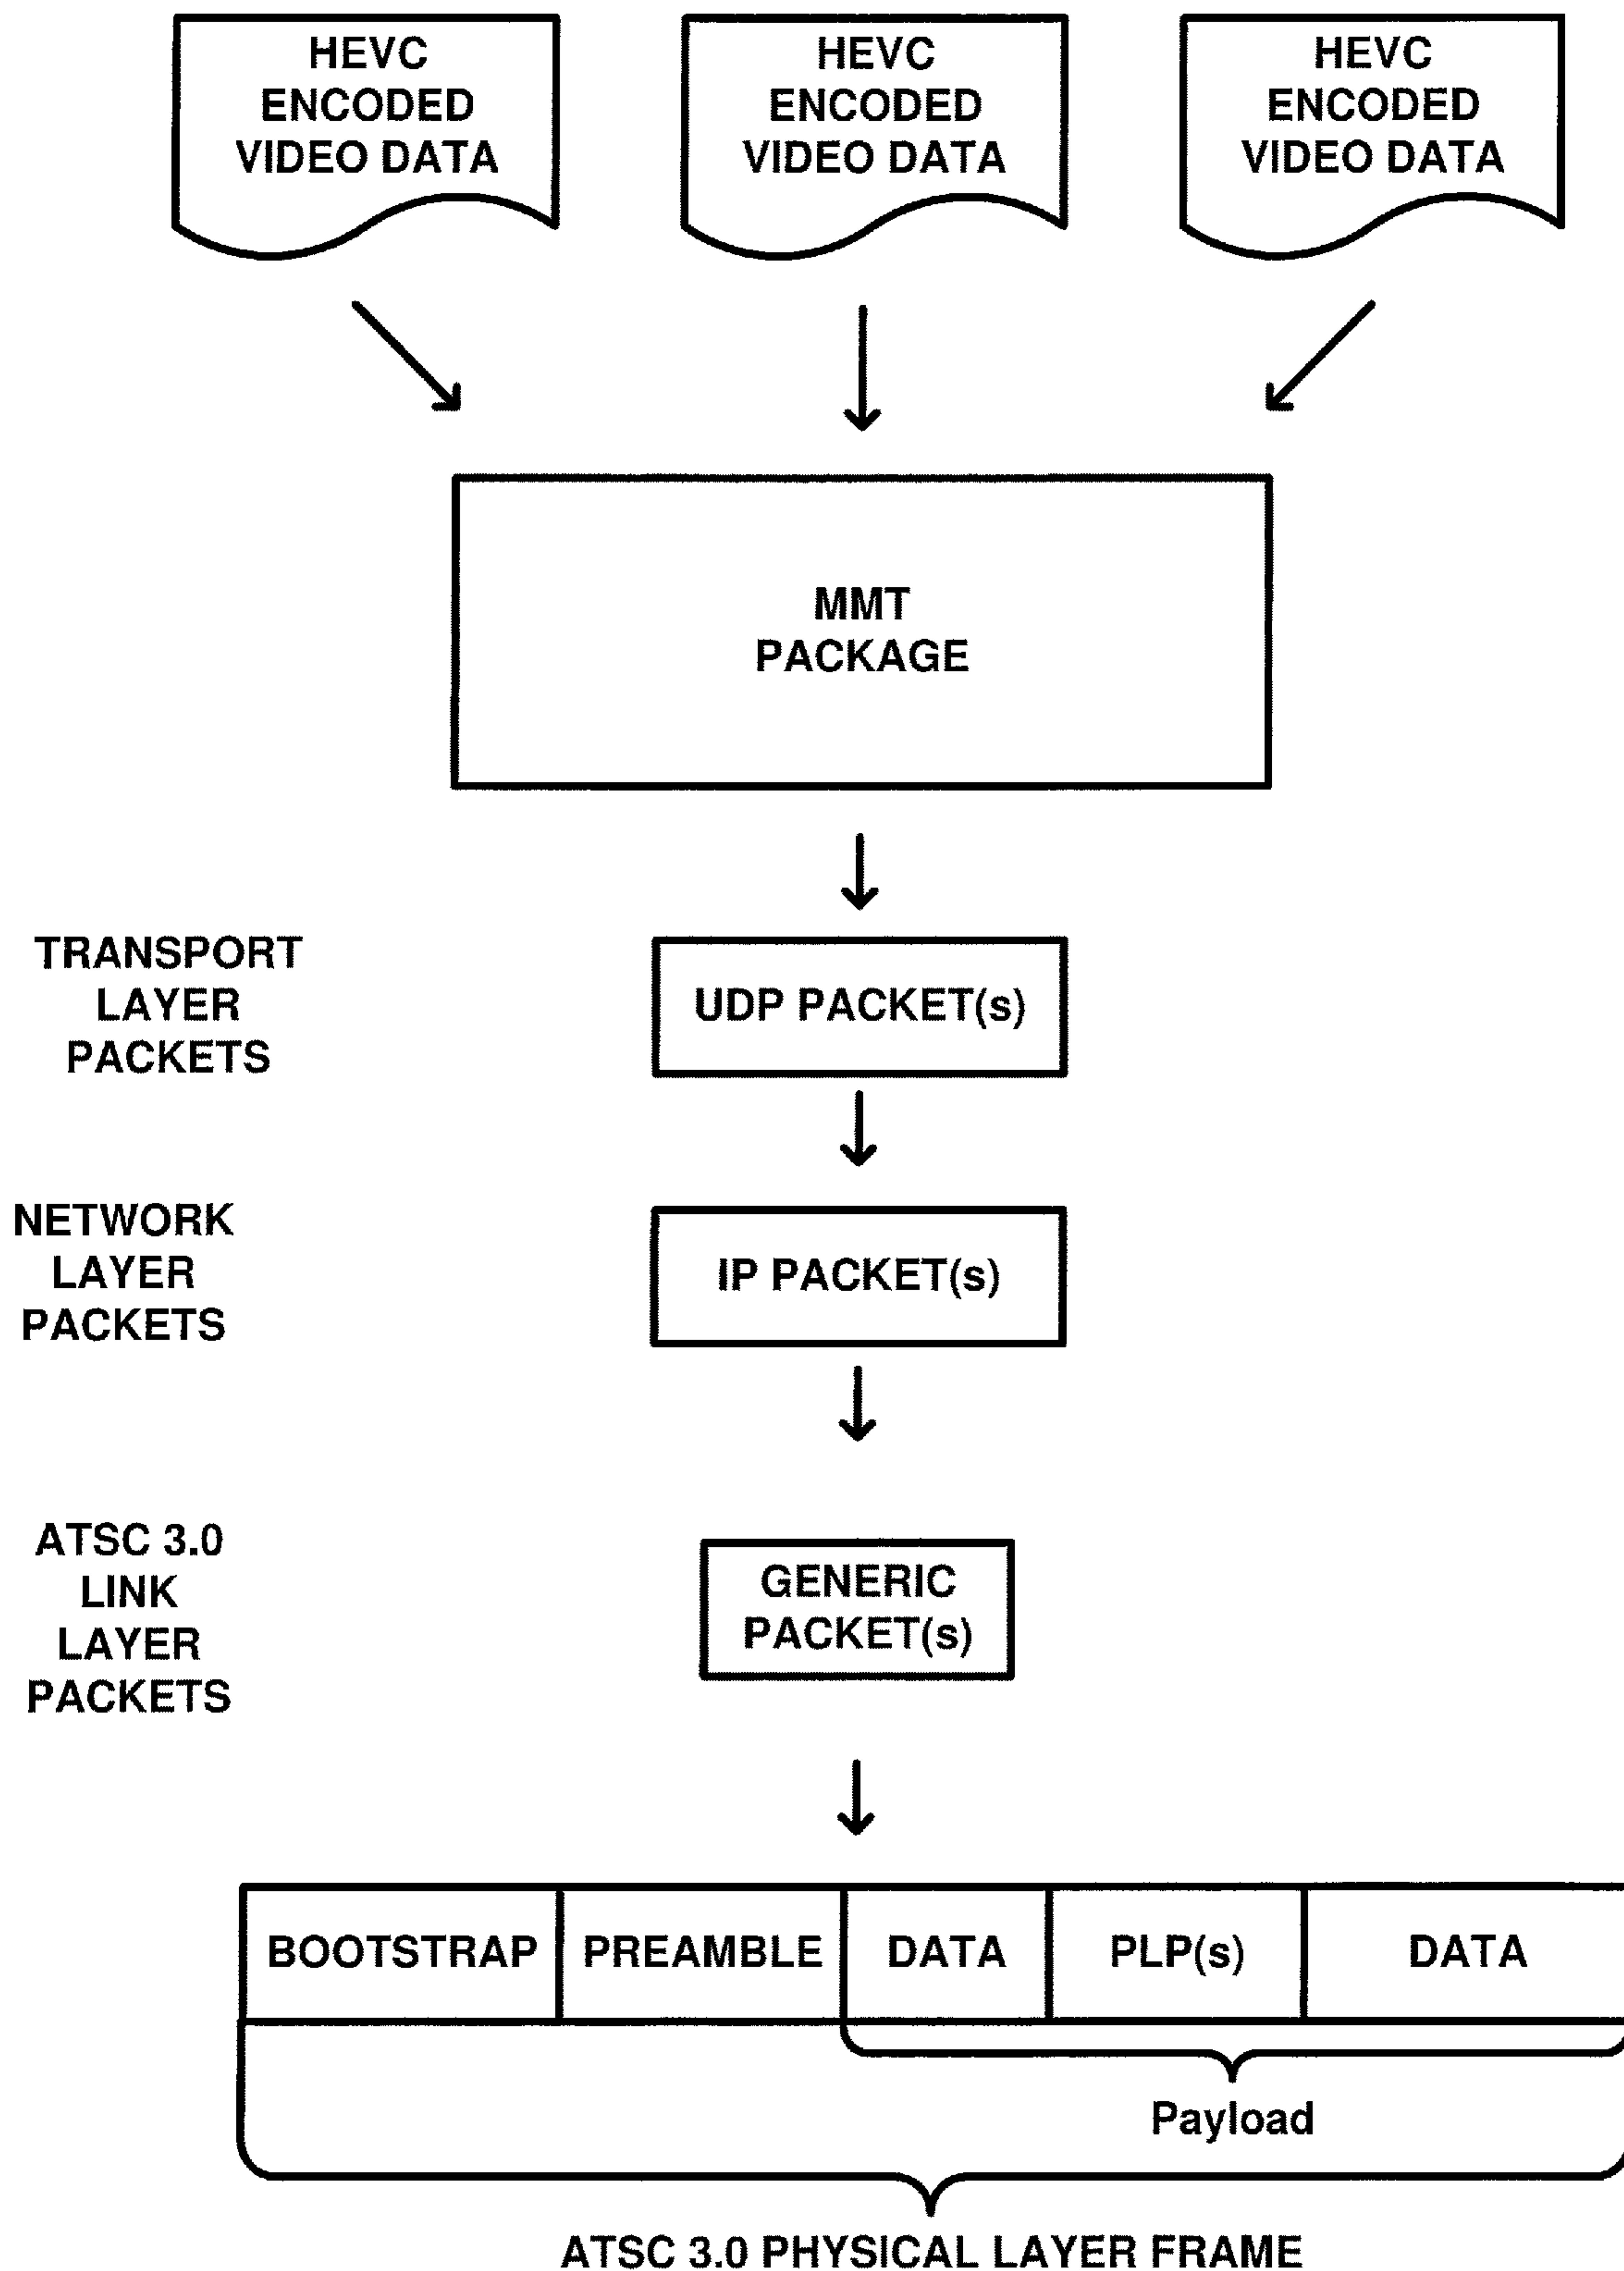 HEVC
ENCODED
VIDEO DATA
HEVC
ENCODED
VIDEO DATA
HEVC
ENCODED
VIDEO DATA
MMT
PACKAGE
TRANSPORT
LAYER
PACKETS
UDP PACKET(s)
NETWORK
LAYER
PACKETS
IP PACKET(s)
ATSC 3.0
LINK
LAYER
PACKETS
GENERIC
PACKET(s)
BOOTSTRAP
PREAMBLE
DATA
PLP(s)
DATA
Payload
ATSC 3.0 PHYSICAL LAYER FRAME